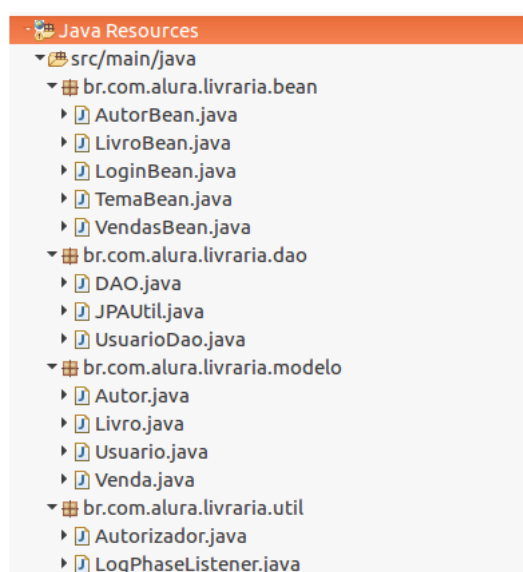 Java Resources
src/main/java
br.com.alura.livraria.bean
AutorBean.java
LivroBean.java
LoginBean.java
TemaBean.java
VendasBean.java
br.com.alura.livraria.dao
DAO.java
JPAUtil.java
UsuarioDao.java
br.com.alura.livraria.modelo
Autor.java
Livro.java
Usuario.java
Venda.java
br.com.alura.livraria.util
Autorizador.java
LogPhaseListener.java